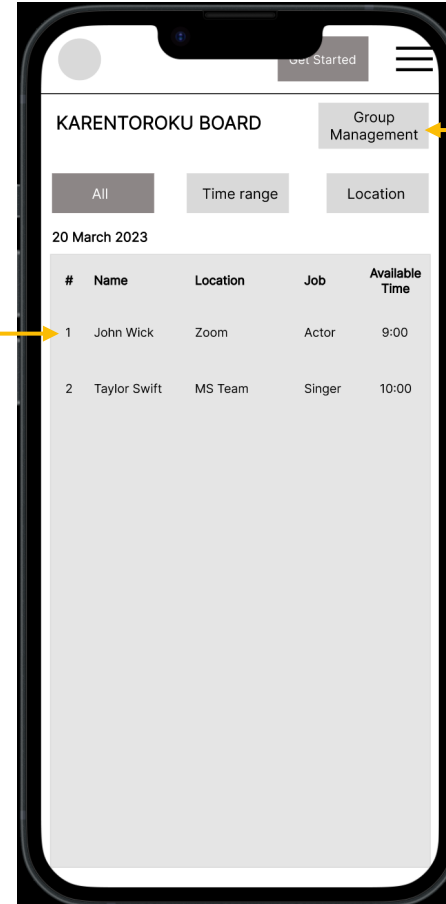 Get Started
KARENTOROKU BOARD
Group
Management
All
Time range
Location
20 March 2023
# Name Location Job Available Time
1 John Wick Zoom Actor 9:00
2 Taylor Swift MS Team Singer 10:00